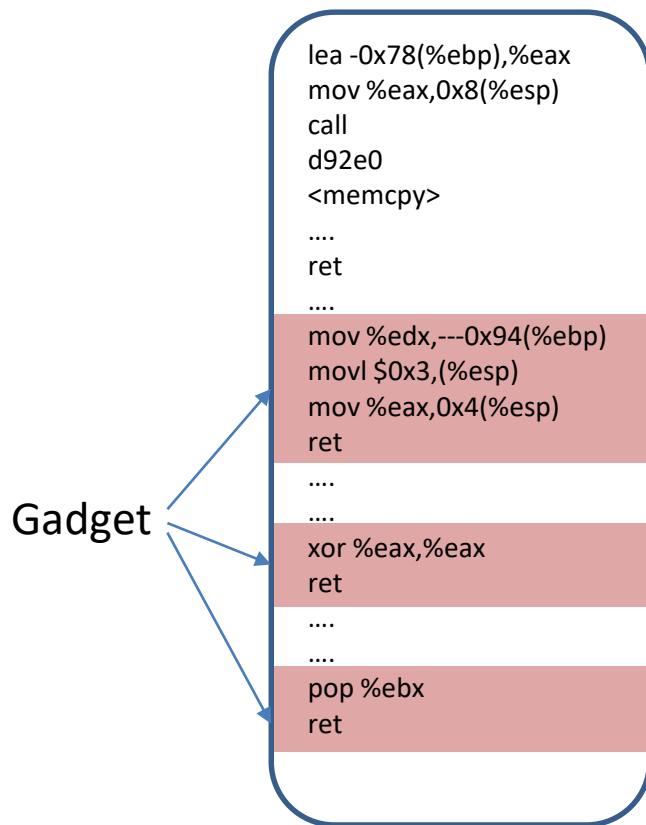 lea -0x78(%ebp),%eax
mov %eax,0x8(%esp)
call
d92e0
<memcpy>
....
ret
....
mov %edx,---0x94(%ebp)
movl $0x3,(%esp)
mov %eax,0x4(%esp)
ret
....
....
Gadget
xor %eax,%eax
ret
....
....
pop %ebx
ret